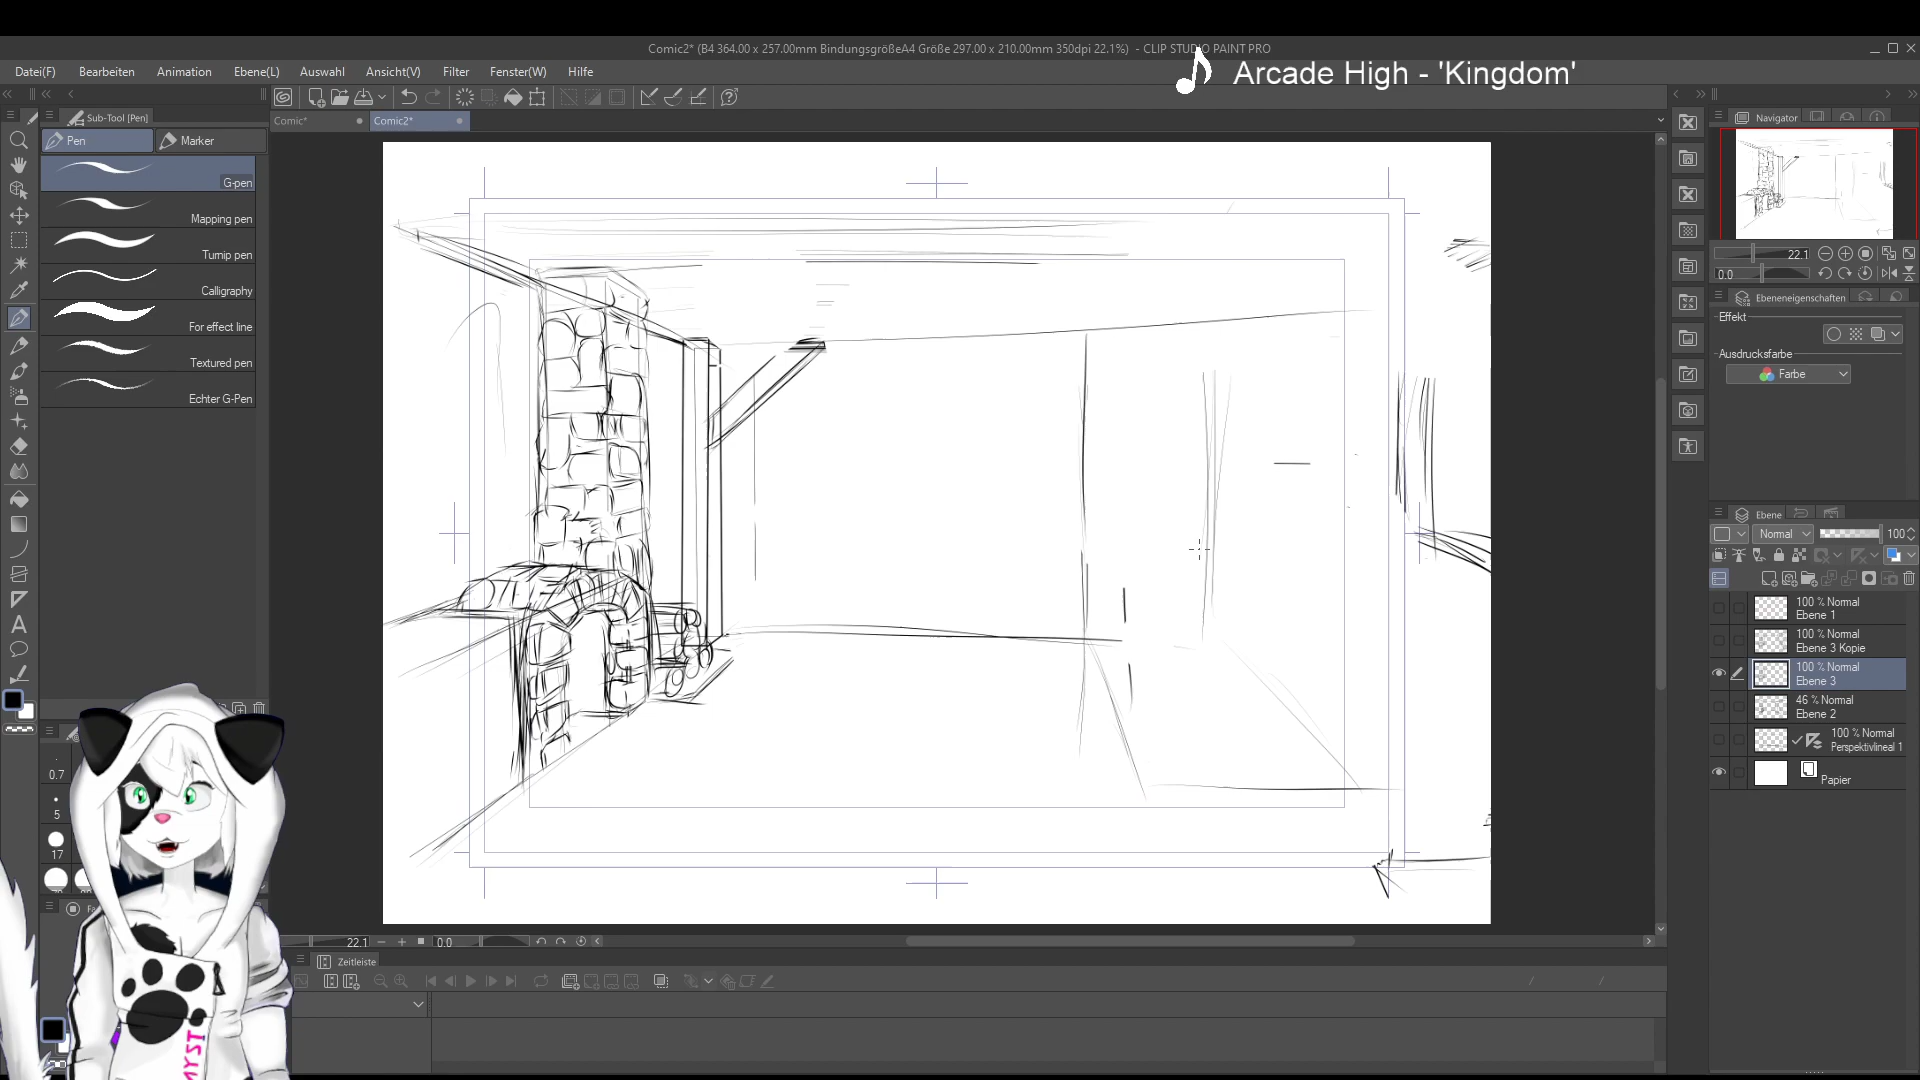 Comic2* (B4 364.00 x 257.00mm BindungsgrößeA4 Größe 297.00 x 210.00mm 350dpi 22.1%) - CLIP STUDIO PAINT PRO
Arcade High - 'Kingdom'
Datei(F) Bearbeiten Animation Ebene(L) Auswahl Ansicht(V) Filter Fenster(W) Hilfe
Sub-Tool [Pen]
Comic* Comic2*
Pen Marker
G-pen
Mapping pen
Turnip pen
Calligraphy
For effect line
Textured pen
Echter G-Pen
0.7
5
17
Navigator
22.1
0.0
Ebeneneigenschaften
Effekt
Ausdrucksfarbe
Farbe
Ebene
Normal 100
100 % Normal
Ebene 1
100 % Normal
Ebene 3 Kopie
100 % Normal
Ebene 3
46 % Normal
Ebene 2
100 % Normal
Perspektivlineal 1
Papier
22.1 0.0
Zeitleiste
MYST